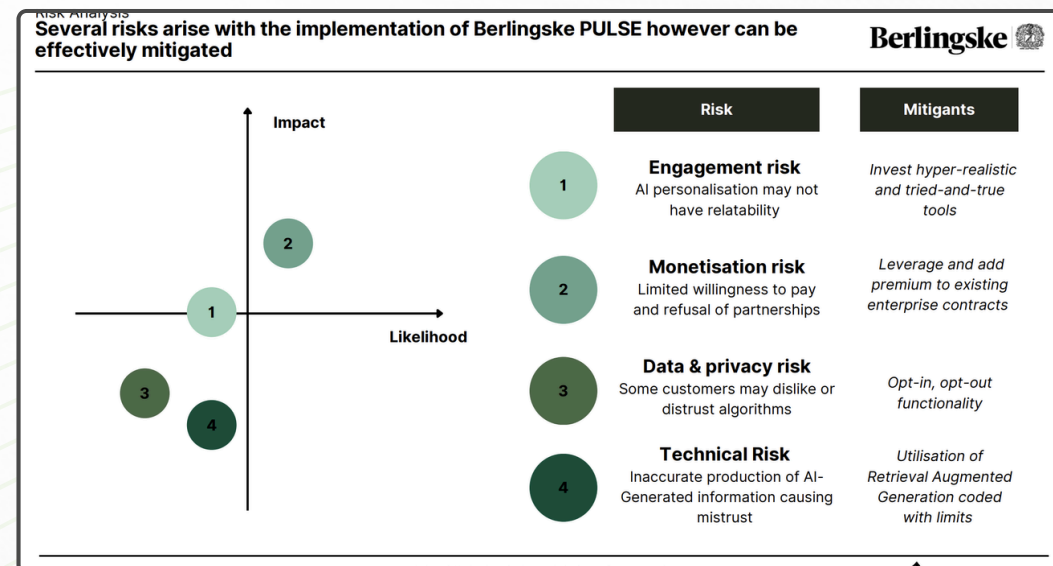 Risk Analysis
Several risks arise with the implementation of Berlingske PULSE however can be
effectively mitigated
Berlingske
Impact
Likelihood
2
1
3
4
Risk
Mitigants
1
Engagement risk
AI personalisation may not
have relatability
Invest hyper-realistic
and tried-and-true
tools
2
Monetisation risk
Limited willingness to pay
and refusal of partnerships
Leverage and add
premium to existing
enterprise contracts
3
Data & privacy risk
Some customers may dislike or
distrust algorithms
Opt-in, opt-out
functionality
4
Technical Risk
Inaccurate production of AI-
Generated information causing
mistrust
Utilisation of
Retrieval Augmented
Generation coded
with limits